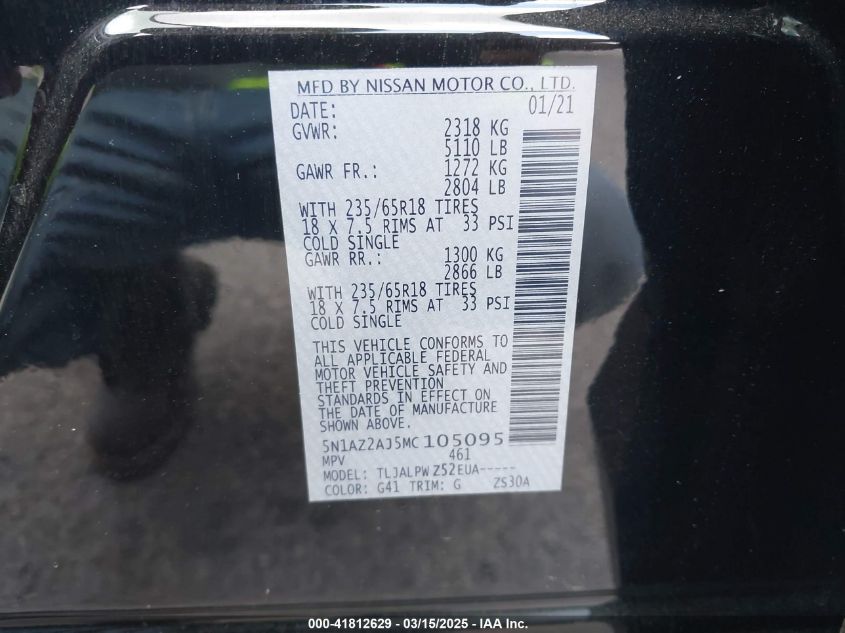 MFD BY NISSAN MOTOR CO., LTD.
DATE: 01/21
GVWR: 2318 KG
5110 LB
GAWR FR.: 1272 KG
2804 LB
WITH 235/65R18 TIRES
18 X 7.5 RIMS AT 33 PSI
COLD SINGLE
GAWR RR.: 1300 KG
2866 LB
WITH 235/65R18 TIRES
18 X 7.5 RIMS AT 33 PSI
COLD SINGLE
THIS VEHICLE CONFORMS TO
ALL APPLICABLE FEDERAL
MOTOR VEHICLE SAFETY AND
THEFT PREVENTION
STANDARDS IN EFFECT ON
THE DATE OF MANUFACTURE
SHOWN ABOVE.
5N1AZ2AJ5MC105095
MPV 461
MODEL: TLJALPW Z52EUA-----
COLOR: G41 TRIM: G ZS30A
000-41812629 - 03/15/2025 - IAAI Inc.